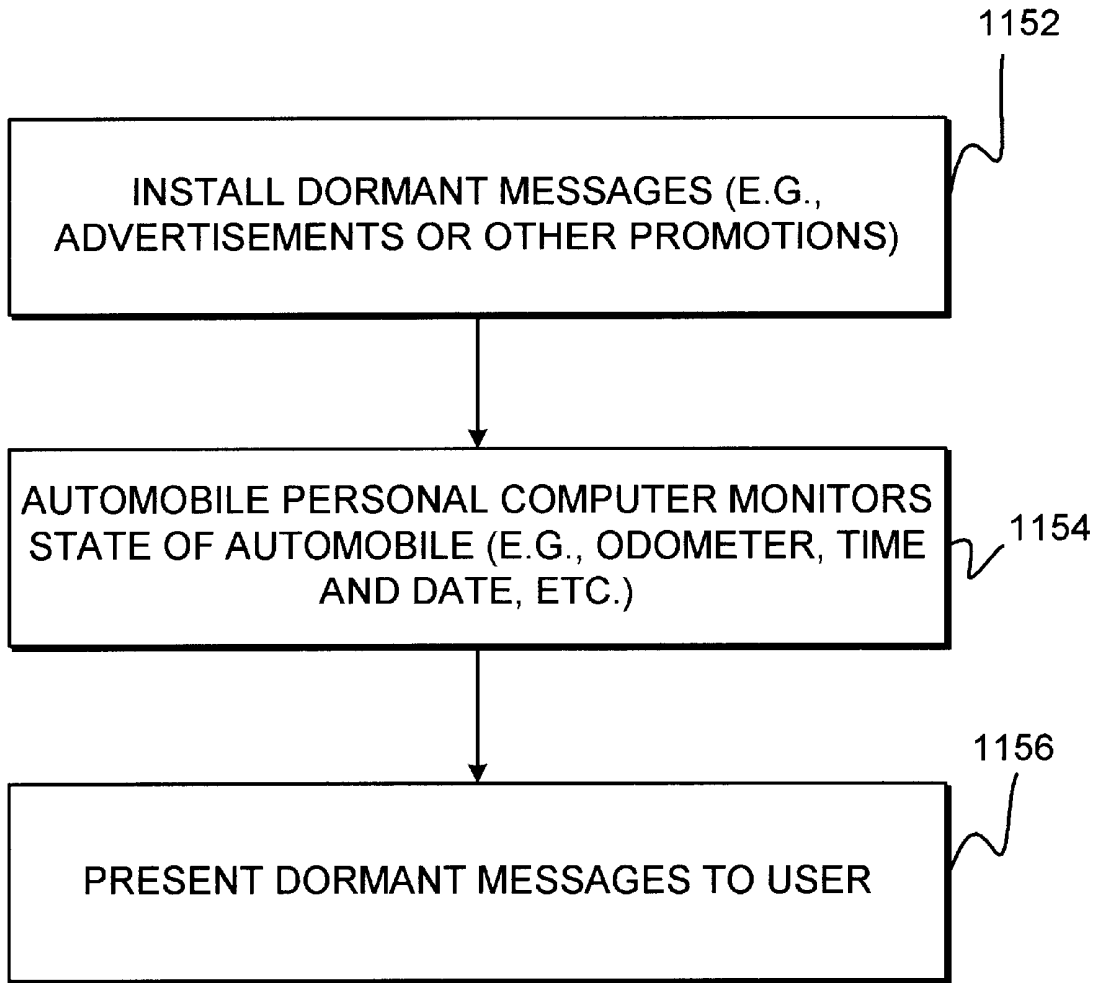 1152
INSTALL DORMANT MESSAGES (E.G.,
ADVERTISEMENTS OR OTHER PROMOTIONS)
AUTOMOBILE PERSONAL COMPUTER MONITORS
STATE OF AUTOMOBILE (E.G., ODOMETER, TIME
AND DATE, ETC.)
1154
1156
PRESENT DORMANT MESSAGES TO USER